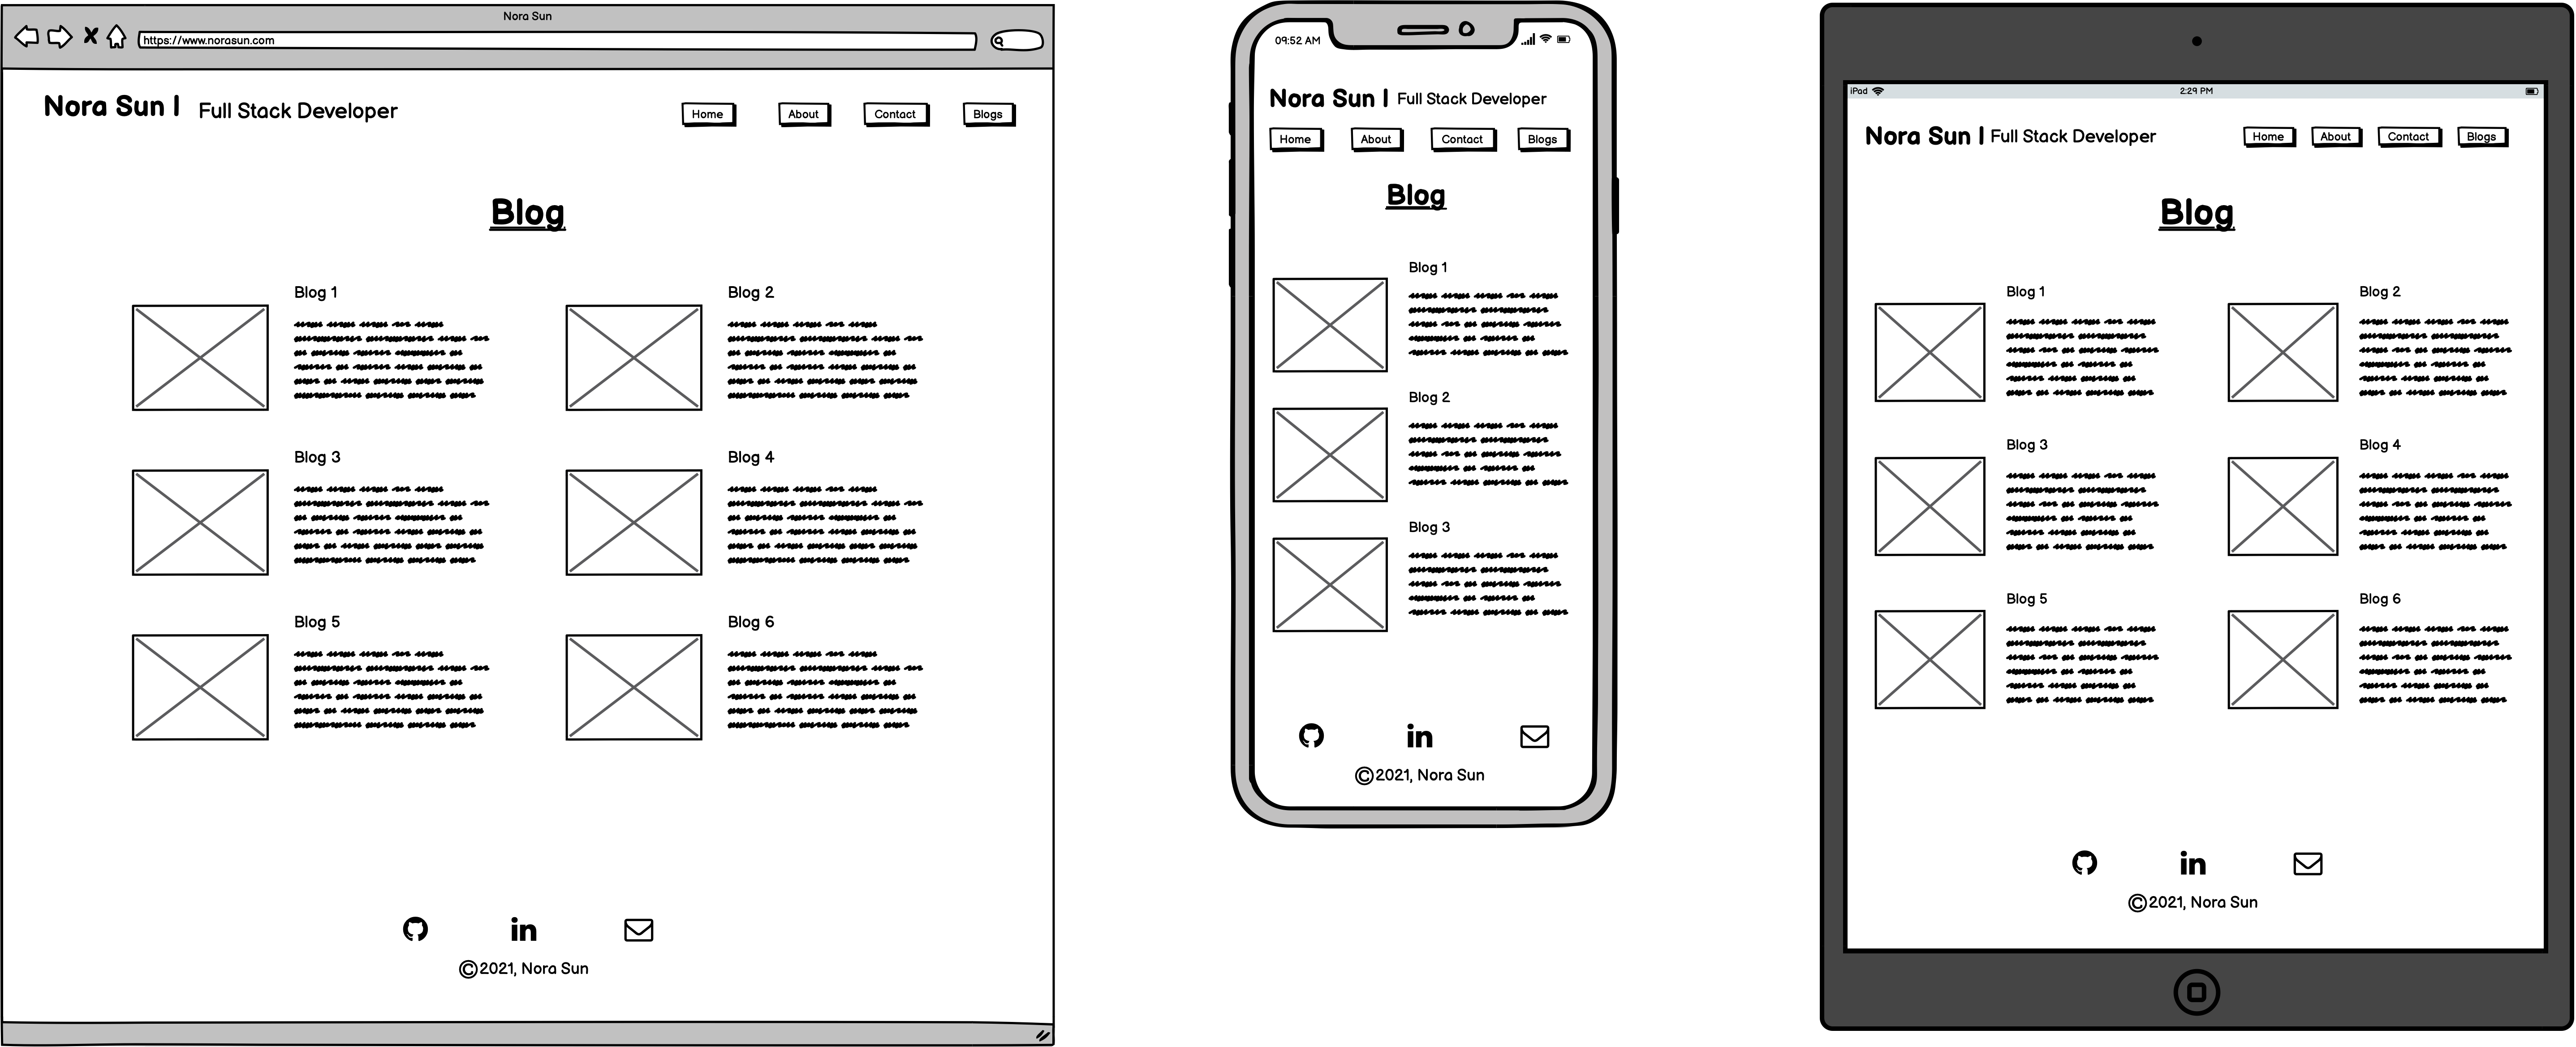 Nora Sun
https://www.norasun.com
Nora Sun | Full Stack Developer
Home About Contact Blogs
Blog
Blog 1 Blog 2
Blog 3 Blog 4
Blog 5 Blog 6
in
©2021, Nora Sun
09:52 AM
Nora Sun | Full Stack Developer
Home About Contact Blogs
Blog
Blog 1
Blog 2
Blog 3
in
©2021, Nora Sun
iPad 2:29 PM
Nora Sun | Full Stack Developer
Home About Contact Blogs
Blog
Blog 1 Blog 2
Blog 3 Blog 4
Blog 5 Blog 6
in
©2021, Nora Sun